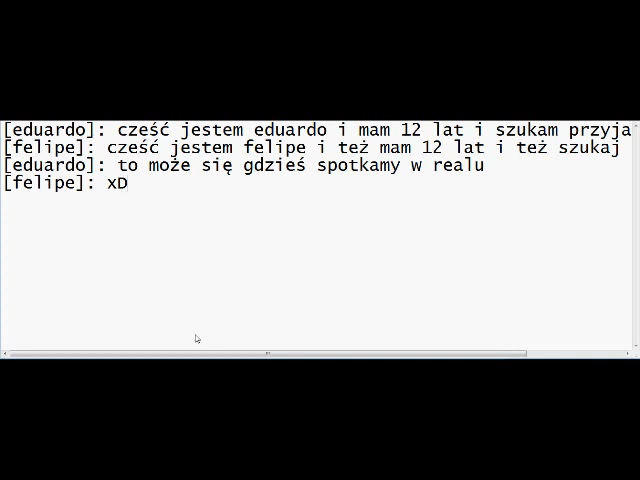 [eduardo]: cześć jestem eduardo i mam 12 lat i szukam przyja
[felipe]: cześć jestem felipe i też mam 12 lat i też szukaj
[eduardo]: to może się gdzieś spotkamy w realu
[felipe]: xD